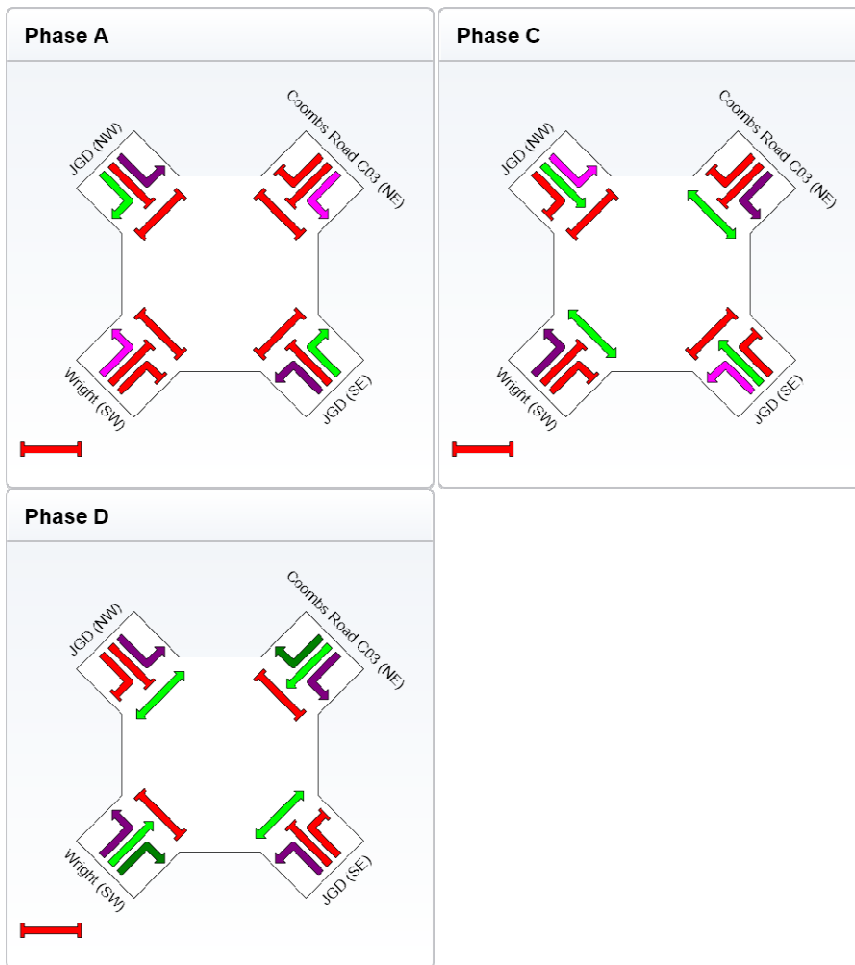 Phase A
JGD (NW)
Coombs Road C03 (NE)
Wright (SW)
JGD (SE)
Phase C
JGD (NW)
Coombs Road C03 (NE)
Wright (SW)
JGD (SE)
Phase D
JGD (NW)
Coombs Road C03 (NE)
Wright (SW)
JGD (SE)